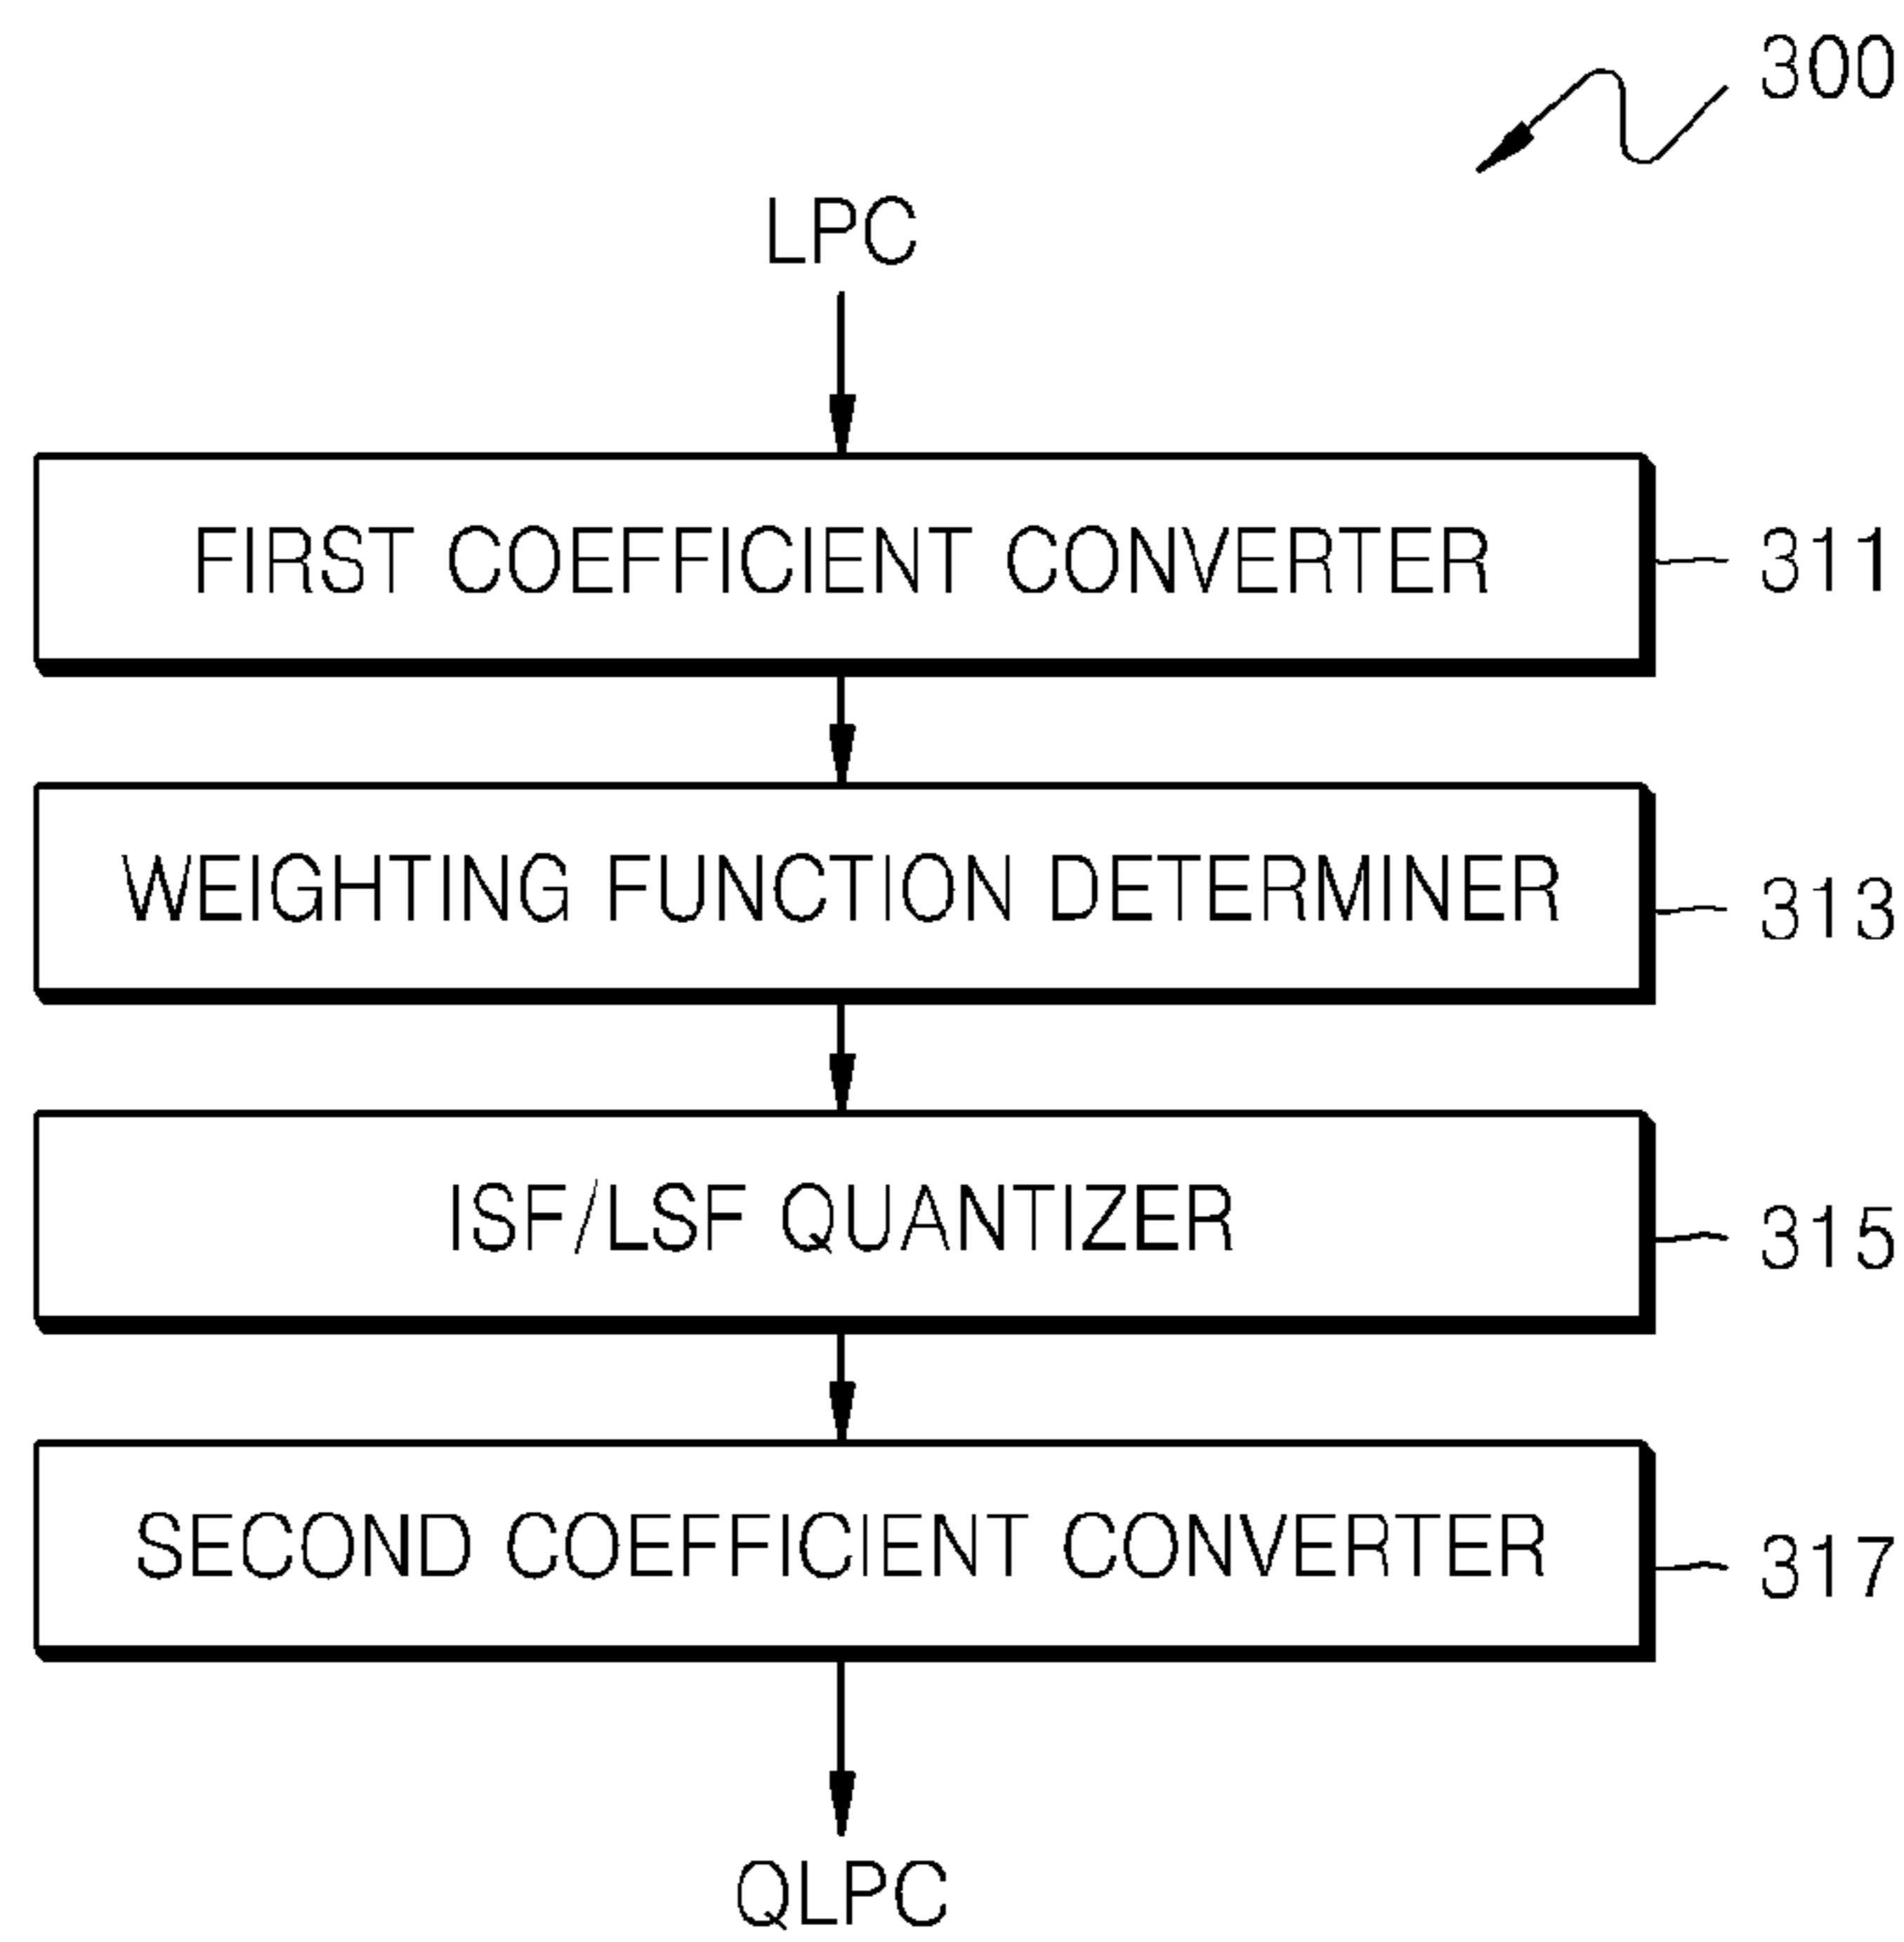 300
LPC
FIRST COEFFICIENT CONVERTER
311
WEIGHTING FUNCTION DETERMINER
313
ISF/LSF QUANTIZER
315
SECOND COEFFICIENT CONVERTER
317
QLPC